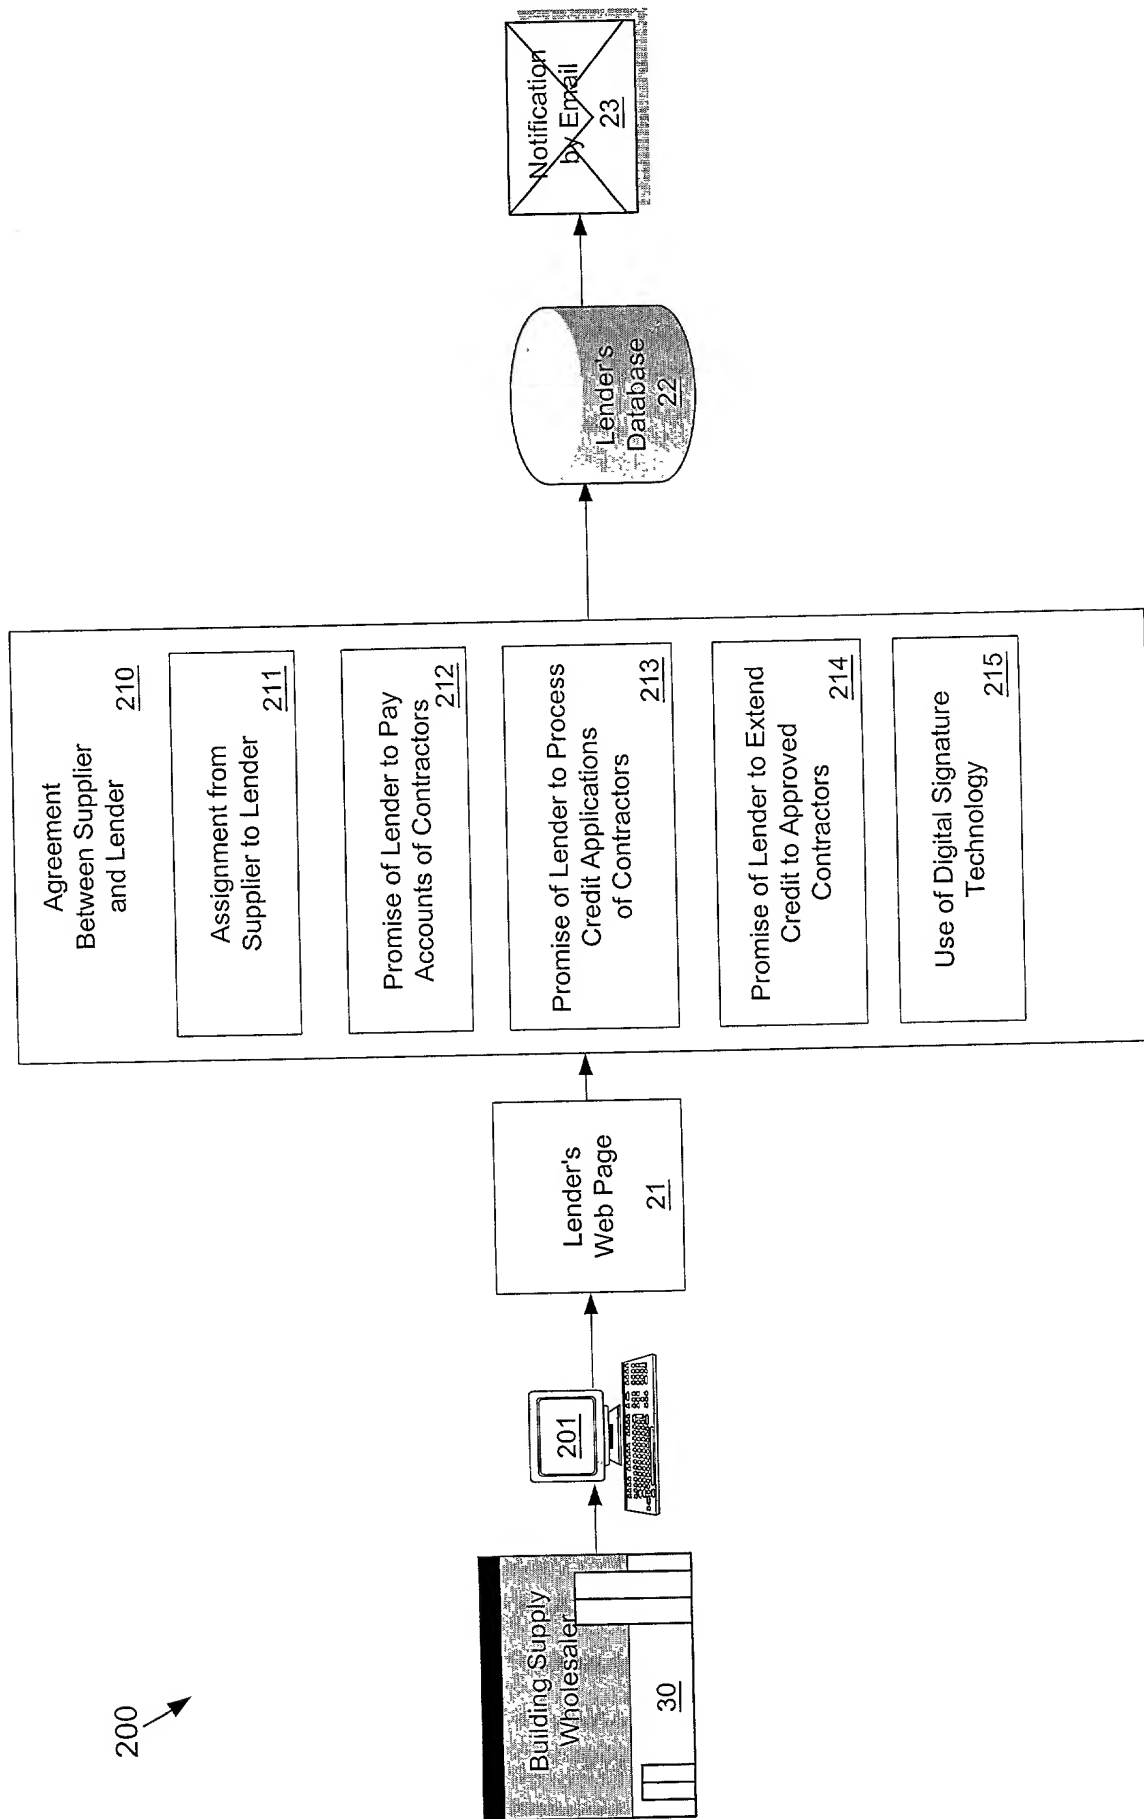 200
Building Supply
Wholesaler
30
201
Lender's
Web Page
21
Agreement
Between Supplier
and Lender
210
Assignment from
Supplier to Lender
211
Promise of Lender to Pay
Accounts of Contractors
212
Promise of Lender to Process
Credit Applications
of Contractors
213
Promise of Lender to Extend
Credit to Approved
Contractors
214
Use of Digital Signature
Technology
215
Lender's
Database
22
Notification
by Email
23